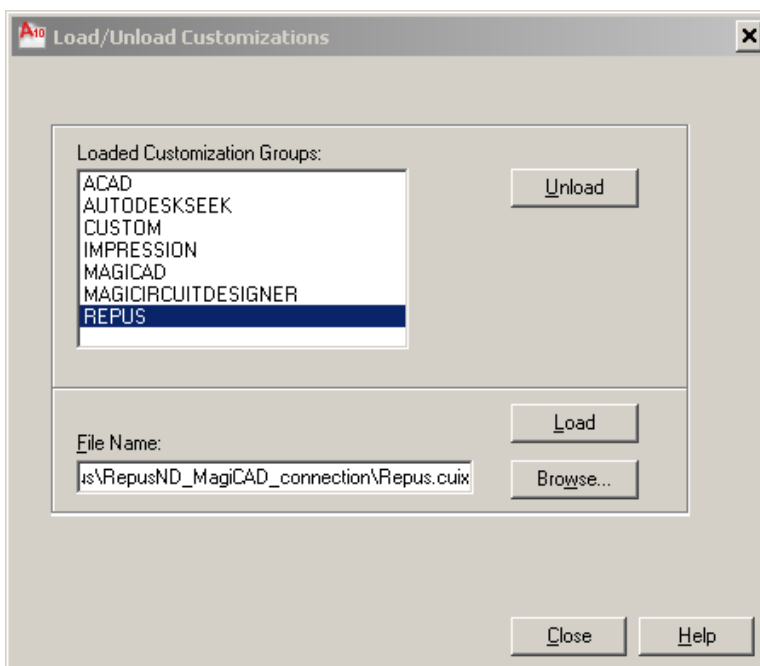 A10 Load/Unload Customizations
Loaded Customization Groups:
ACAD
AUTODESKSEEK
CUSTOM
IMPRESSION
MAGICAD
MAGICIRCUITDESIGNER
REPUS
Unload
Load
File Name:
us\RepusND_MagiCAD_connection\Repus.cuix
Browse...
Close
Help